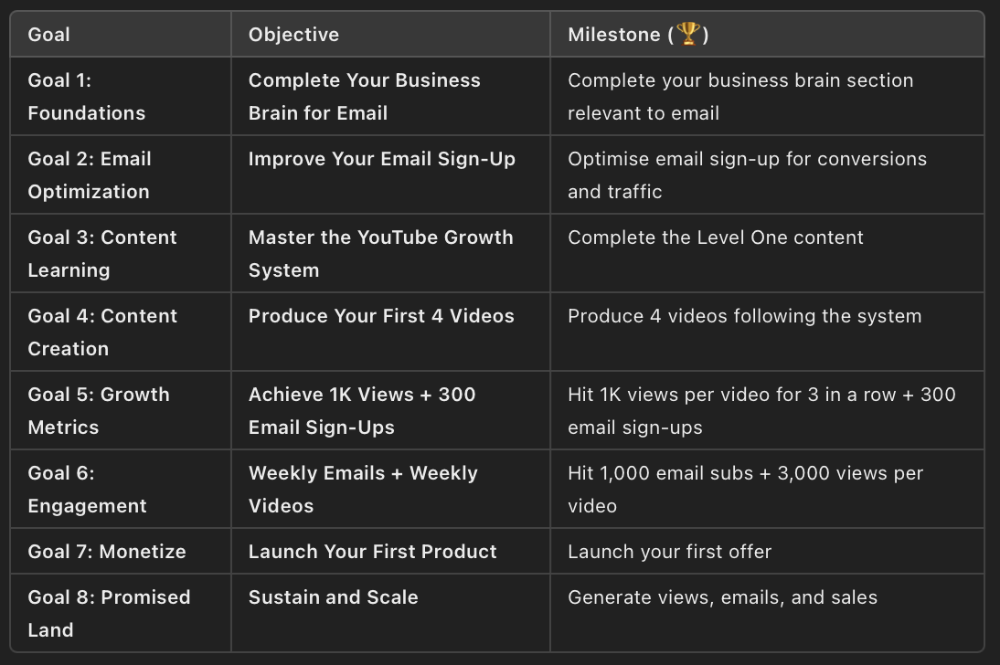 Goal
Objective
Milestone (🏆)
Goal 1:
Foundations
Complete Your Business
Brain for Email
Complete your business brain section
relevant to email
Goal 2: Email
Optimization
Improve Your Email Sign-Up
Optimise email sign-up for conversions
and traffic
Goal 3: Content
Learning
Master the YouTube Growth
System
Complete the Level One content
Goal 4: Content
Creation
Produce Your First 4 Videos
Produce 4 videos following the system
Goal 5: Growth
Metrics
Achieve 1K Views + 300
Email Sign-Ups
Hit 1K views per video for 3 in a row + 300
email sign-ups
Goal 6:
Engagement
Weekly Emails + Weekly
Videos
Hit 1,000 email subs + 3,000 views per
video
Goal 7: Monetize
Launch Your First Product
Launch your first offer
Goal 8: Promised
Land
Sustain and Scale
Generate views, emails, and sales